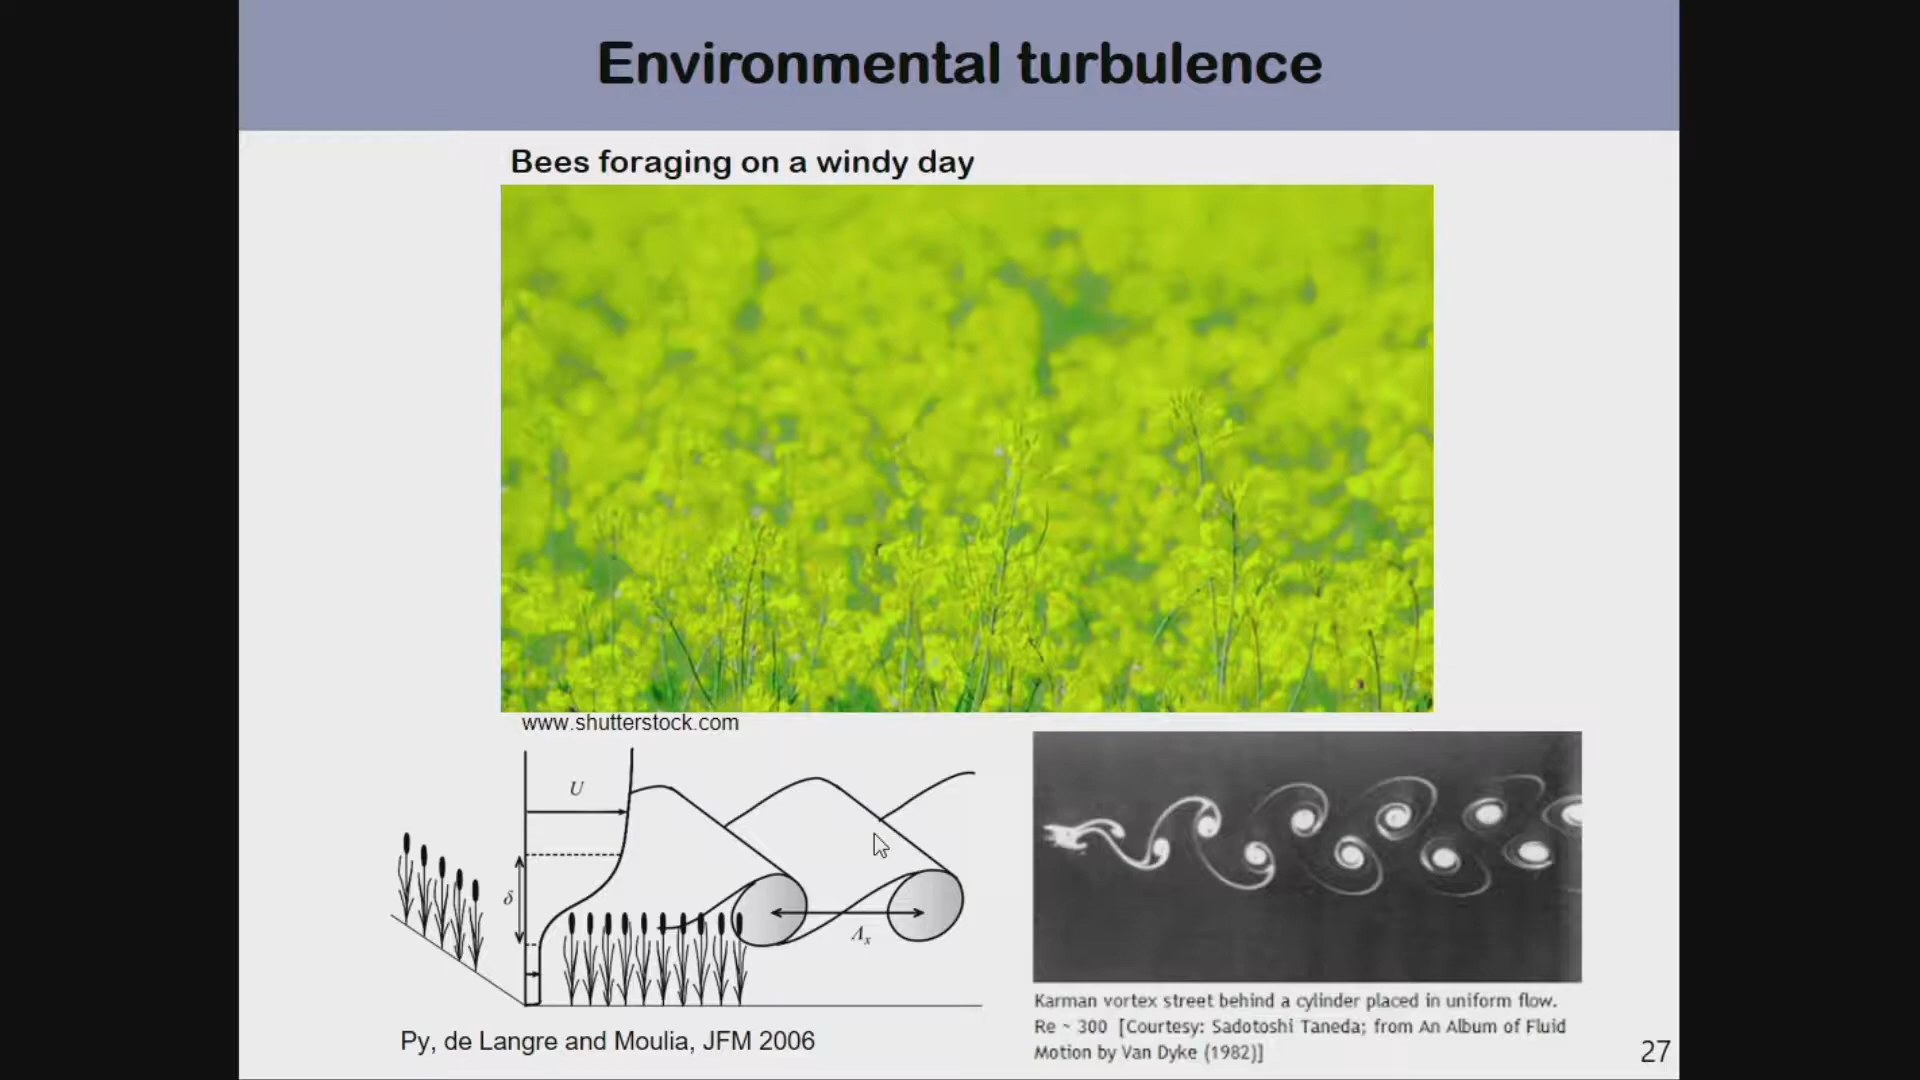 Environmental turbulence
Bees foraging on a windy day
www.shutterstock.com
U
δ
Λx
Py, de Langre and Moulia, JFM 2006
Karman vortex street behind a cylinder placed in uniform flow.
Re ~ 300 [Courtesy: Sadotoshi Taneda; from An Album of Fluid
Motion by Van Dyke (1982)]
27